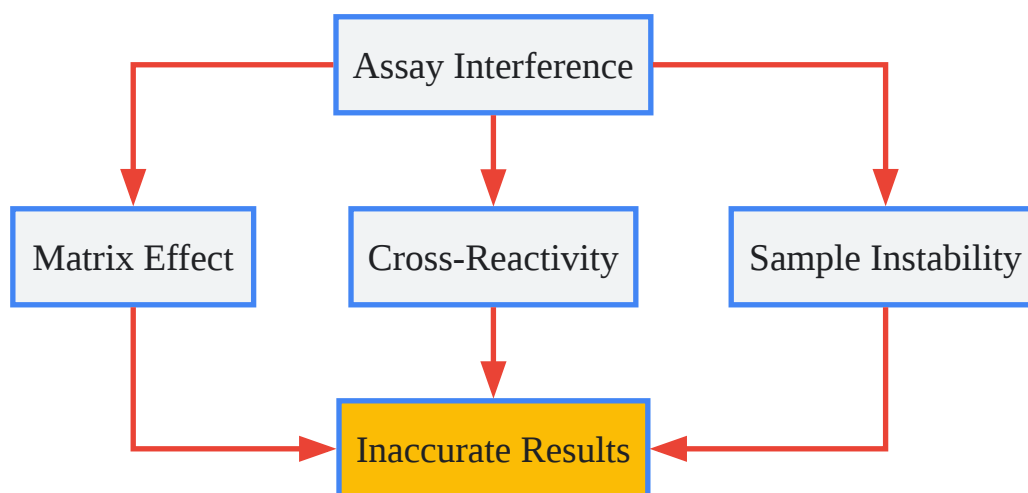 Assay Interference
Matrix Effect
Cross-Reactivity
Sample Instability
Inaccurate Results